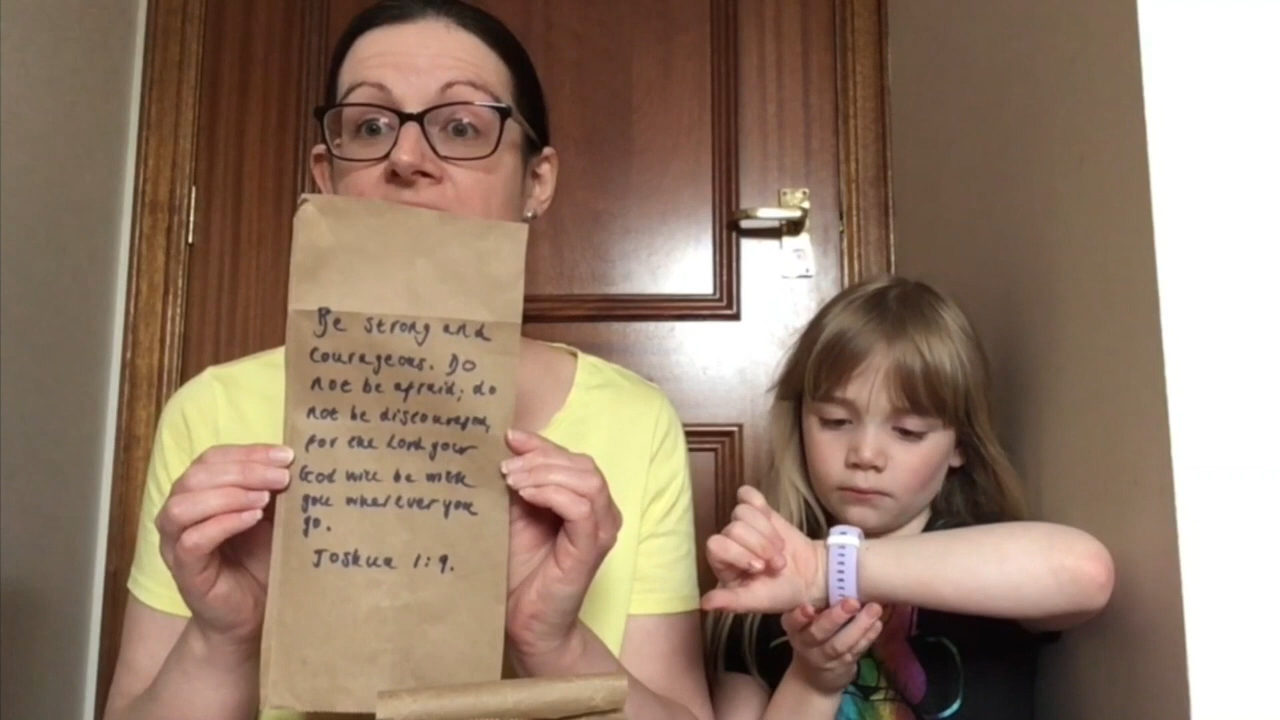 Be strong and
Courageous. Do
not be afraid; do
not be discouraged,
for the Lord your
God will be with
you wherever you
go.
Joshua 1:9.